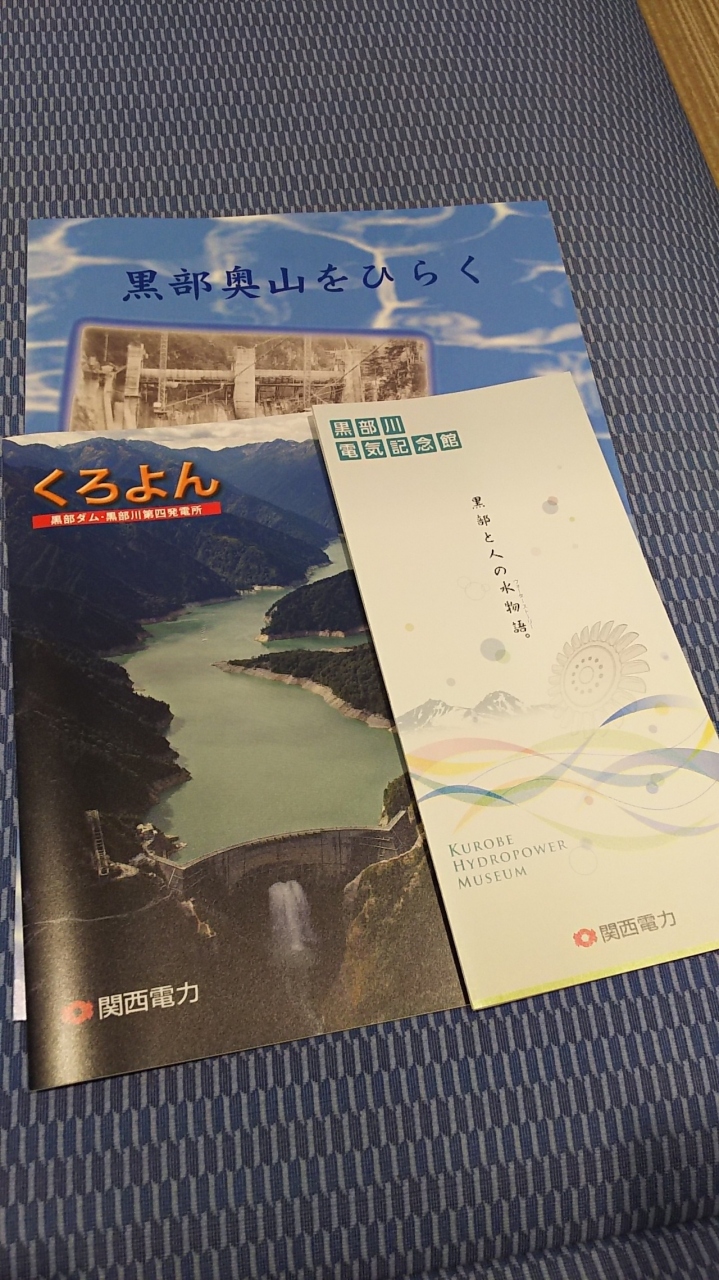 黒部奥山をひらく
くろよん
黒部ダム・黒部川第四発電所
関西電力
黒部川
電気記念館
黒部と人の水物語。
KUROBE
HYDROPOWER
MUSEUM
関西電力